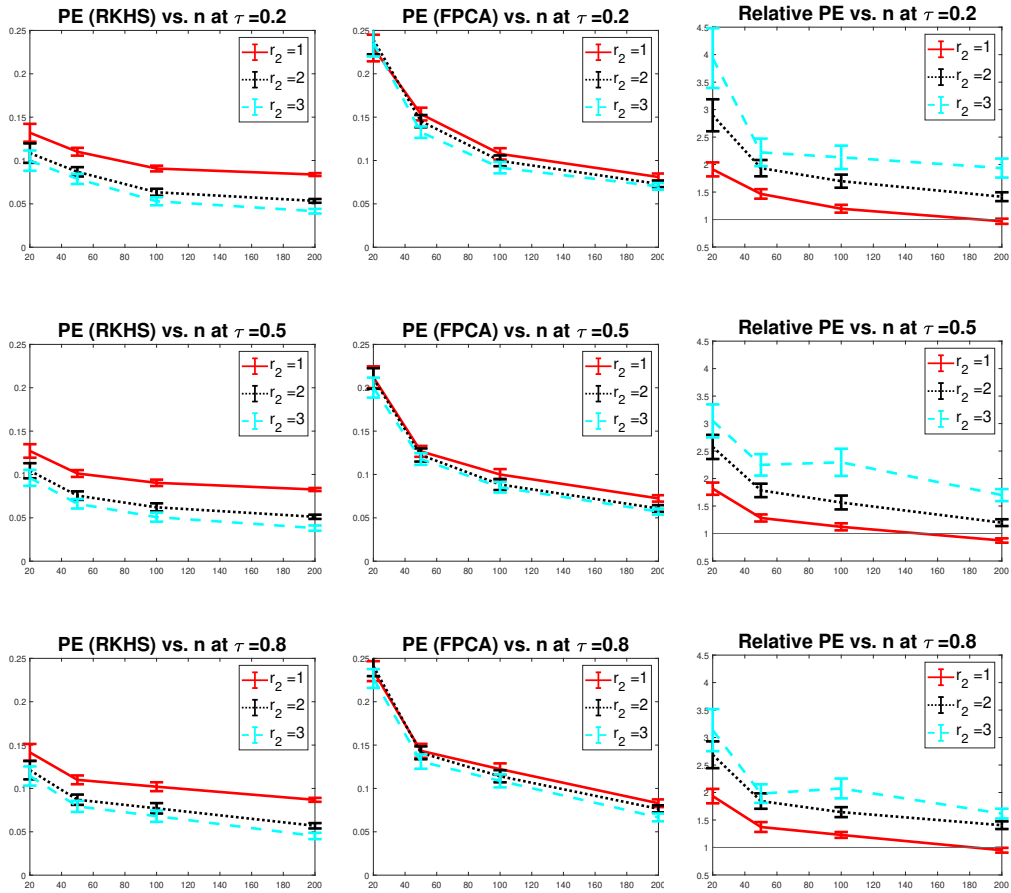 PE (RKHS) vs. n at τ =0.2
0.25
0.2
0.15
0.1
0.05
0
20 40 60 80 100 120 140 160 180 200
r2 =1
r2 =2
r2 =3
PE (FPCA) vs. n at τ =0.2
0.25
0.2
0.15
0.1
0.05
0
20 40 60 80 100 120 140 160 180 200
r2 =1
r2 =2
r2 =3
Relative PE vs. n at τ =0.2
4.5
4
3.5
3
2.5
2
1.5
1
0.5
20 40 60 80 100 120 140 160 180 200
r2 =1
r2 =2
r2 =3
PE (RKHS) vs. n at τ =0.5
0.25
0.2
0.15
0.1
0.05
0
20 40 60 80 100 120 140 160 180 200
r2 =1
r2 =2
r2 =3
PE (FPCA) vs. n at τ =0.5
0.25
0.2
0.15
0.1
0.05
0
20 40 60 80 100 120 140 160 180 200
r2 =1
r2 =2
r2 =3
Relative PE vs. n at τ =0.5
4.5
4
3.5
3
2.5
2
1.5
1
0.5
20 40 60 80 100 120 140 160 180 200
r2 =1
r2 =2
r2 =3
PE (RKHS) vs. n at τ =0.8
0.25
0.2
0.15
0.1
0.05
0
20 40 60 80 100 120 140 160 180 200
r2 =1
r2 =2
r2 =3
PE (FPCA) vs. n at τ =0.8
0.25
0.2
0.15
0.1
0.05
0
20 40 60 80 100 120 140 160 180 200
r2 =1
r2 =2
r2 =3
Relative PE vs. n at τ =0.8
4.5
4
3.5
3
2.5
2
1.5
1
0.5
20 40 60 80 100 120 140 160 180 200
r2 =1
r2 =2
r2 =3